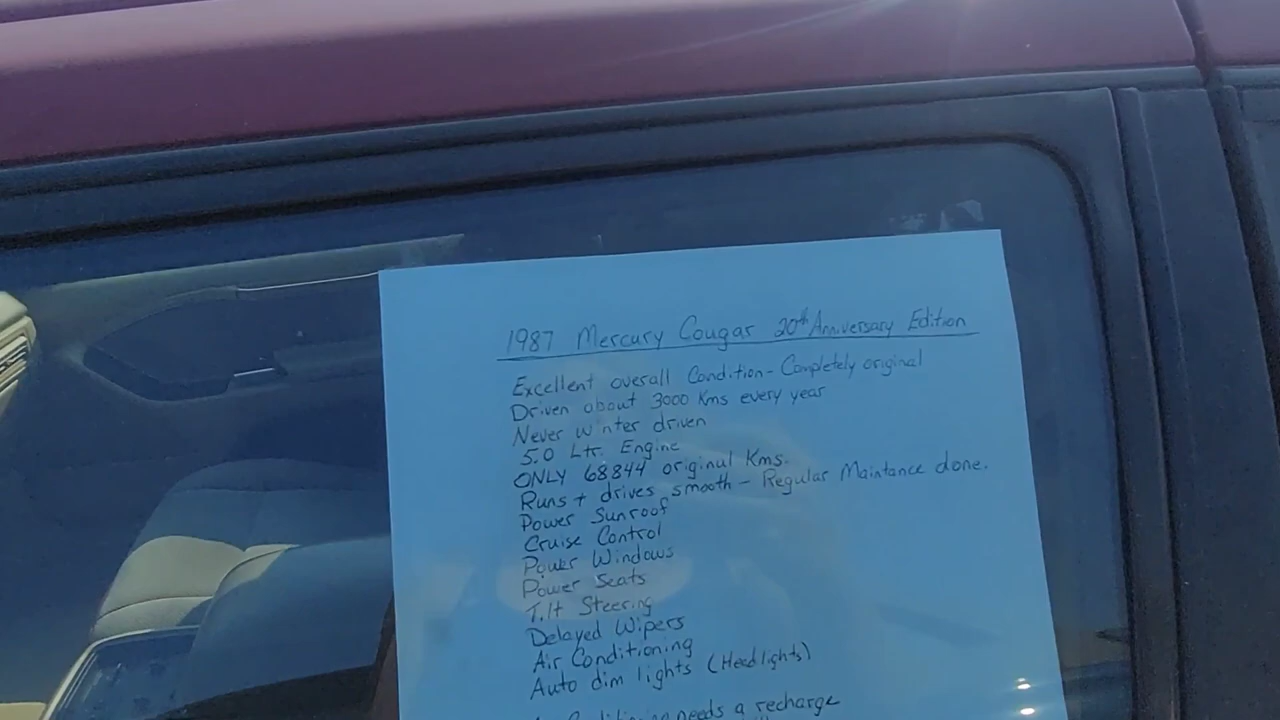 1987 Mercury Cougar 20th Anniversary Edition
Excellent overall Condition - Completely original
Driven about 3000 Kms every year
Never Winter driven
5.0 Ltr. Engine
ONLY 68844 original Kms.
Runs + drives smooth - Regular Maintance done.
Power Sunroof
Cruise Control
Power Windows
Power Seats
Tilt Steering
Delayed Wipers
Air Conditioning
Auto dim lights (Headlights)
needs a recharge